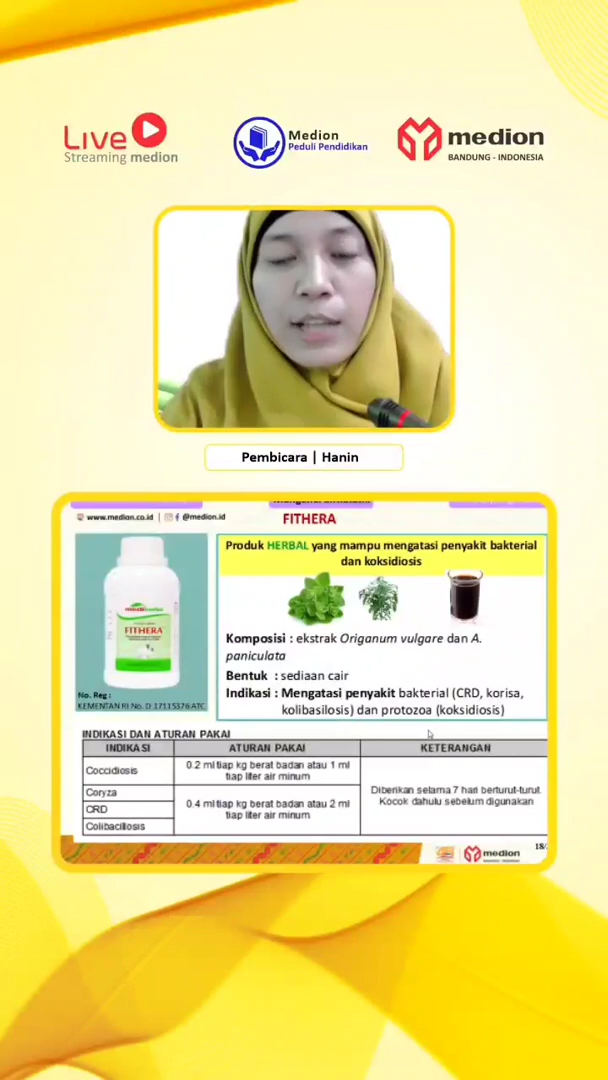 LIVE
Streaming medion
Medion
Peduli Pendidikan
medion
BANDUNG - INDONESIA
Pembicara | Hanin
www.medion.co.id | @medion.id
FITHERA
Produk HERBAL yang mampu mengatasi penyakit bakterial
dan koksidiosis
FITHERA
Komposisi : ekstrak Origanum vulgare dan A.
paniculata
Bentuk : sediaan cair
Indikasi : Mengatasi penyakit bakterial (CRD, korisa,
kolibasilosis) dan protozoa (koksidiosis)
No. Reg :
KEMENTAN RI No. D 17115376 ATC
INDIKASI DAN ATURAN PAKAI
INDIKASI ATURAN PAKAI KETERANGAN
Coccidiosis 0.2 ml tiap kg berat badan atau 1 ml
tiap liter air minum
Coryza
CRD
Colibacillosis
0.4 ml tiap kg berat badan atau 2 ml
tiap liter air minum
Diberikan selama 7 hari berturut-turut.
Kocok dahulu sebelum digunakan
medion
18/